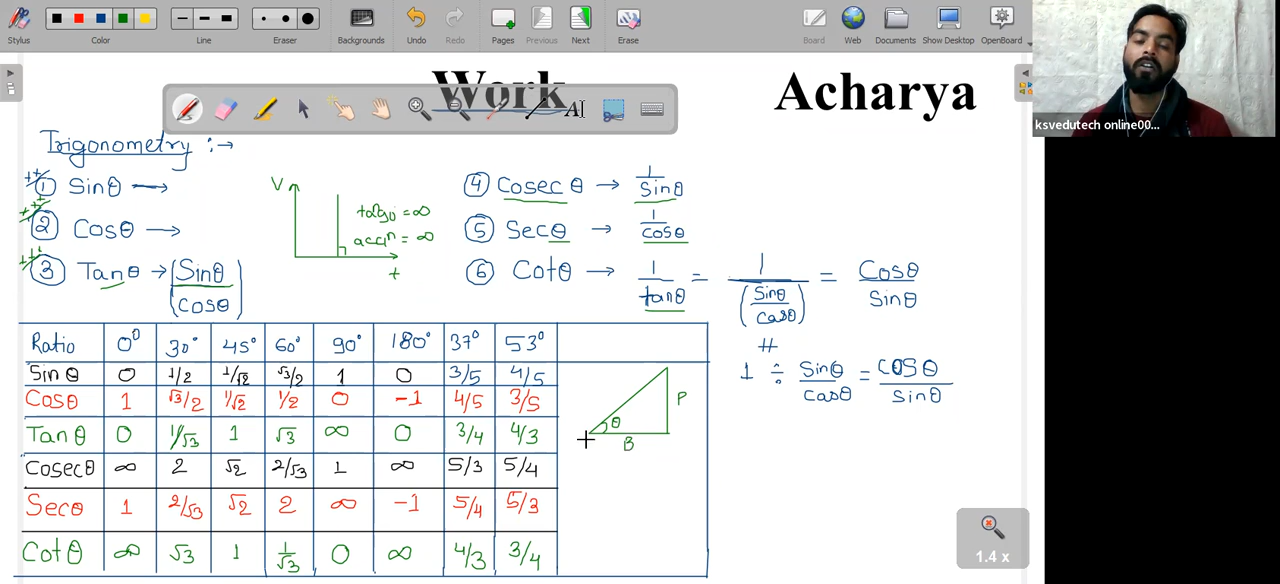 Stylus
Color
Line
Eraser
Backgrounds
Undo
Redo
Pages
Previous
Next
Erase
Board
Web
Documents
Show Desktop
OpenBoard
ksvedutech online00...
Work Acharya
AI
Trigonometry :→
① Sinθ →
② Cosθ →
③ Tanθ → (Sinθ/cosθ)
V
t
④ Cosec θ → 1/Sinθ
⑤ Secθ → 1/cosθ
⑥ Cotθ → 1/tanθ = 1/(Sinθ/cosθ) = Cosθ/Sinθ
#
1 ÷ Sinθ/cosθ = cosθ/sinθ
Ratio 0° 30° 45° 60° 90° 180° 37° 53°
Sin θ 0 1/2 1/√2 √3/2 1 0 3/5 4/5
Cosθ 1 √3/2 1/√2 1/2 0 -1 4/5 3/5
Tanθ 0 1/√3 1 √3 ∞ 0 3/4 4/3
Cosecθ ∞ 2 √2 2/√3 1 ∞ 5/3 5/4
Secθ 1 2/√3 √2 2 ∞ -1 5/4 5/3
Cotθ ∞ √3 1 1/√3 0 ∞ 4/3 3/4
θ
P
B
1.4 x